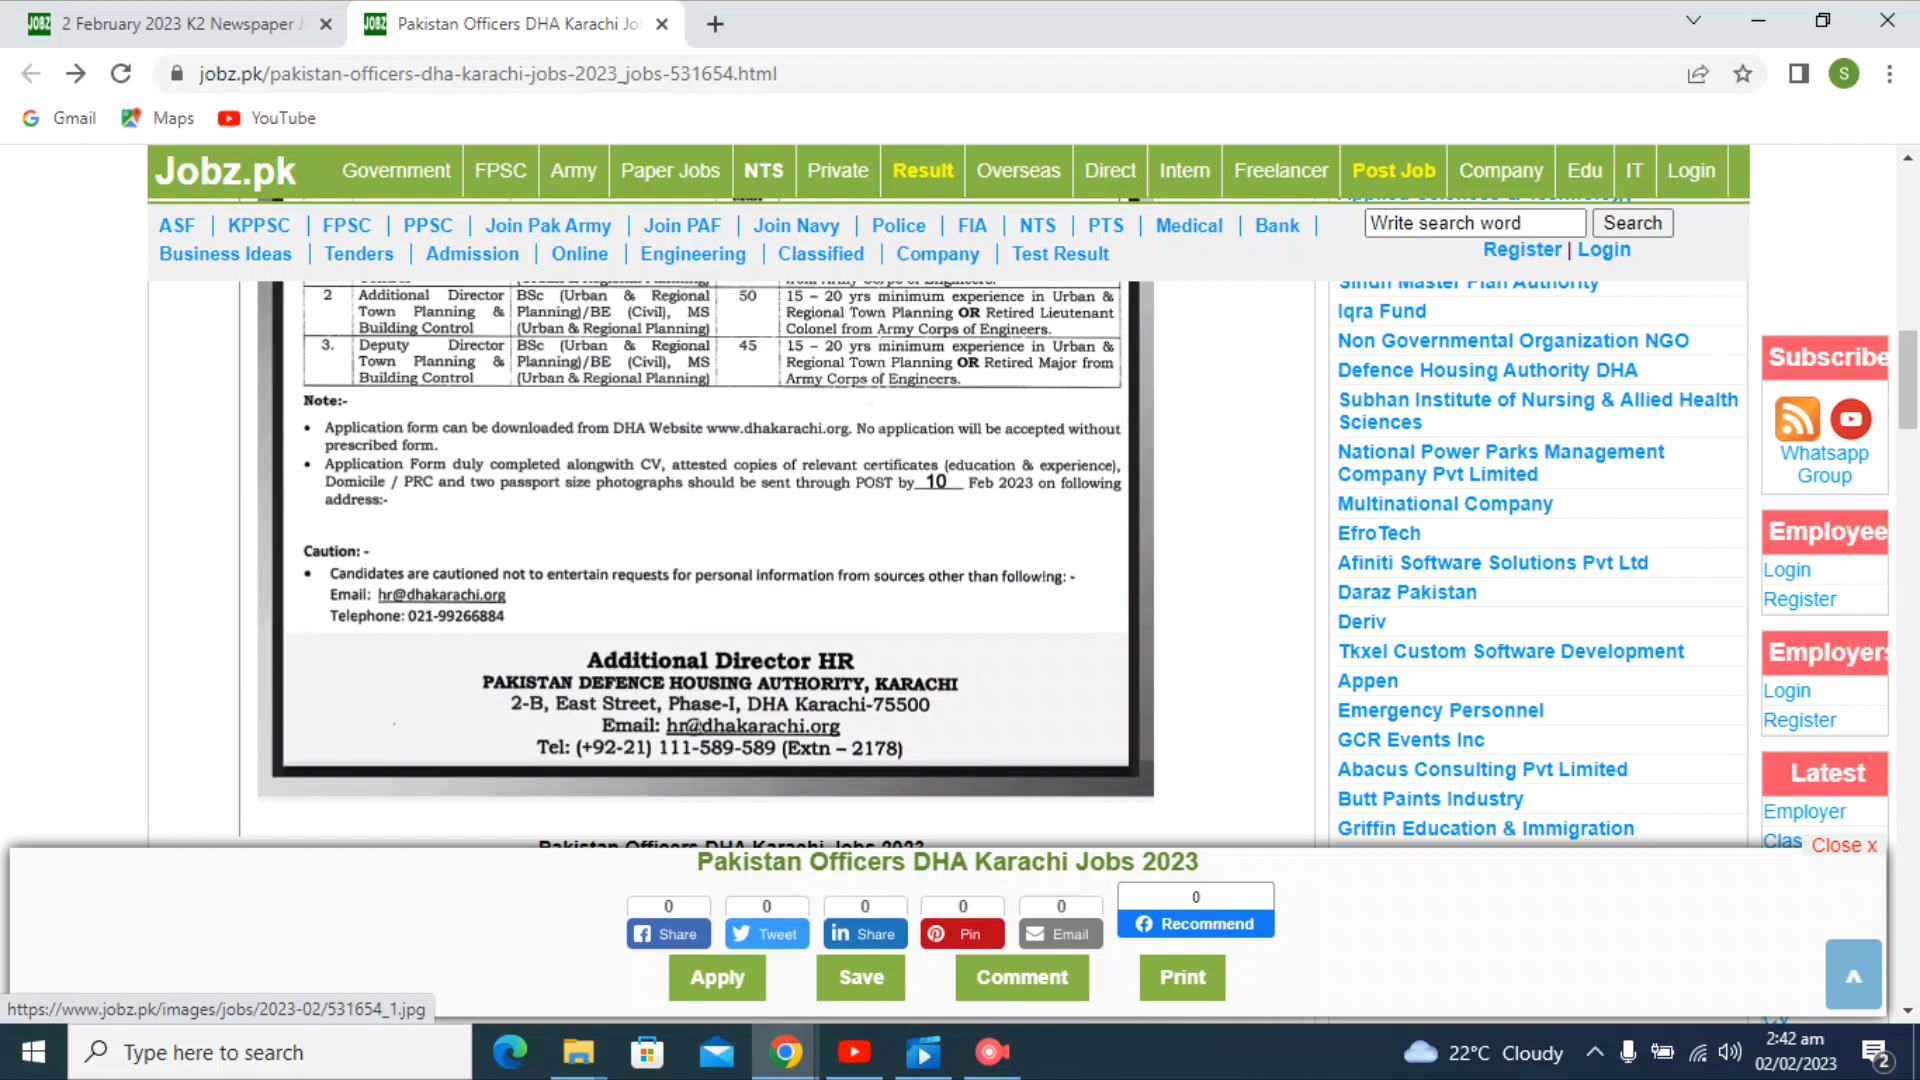 2 February 2023 K2 Newspaper
Pakistan Officers DHA Karachi Jo
jobz.pk/pakistan-officers-dha-karachi-jobs-2023_jobs-531654.html
S
Gmail Maps YouTube
Jobz.pk Government FPSC Army Paper Jobs NTS Private Result Overseas Direct Intern Freelancer Post Job Company Edu IT Login
ASF KPPSC FPSC PPSC Join Pak Army Join PAF Join Navy Police FIA NTS PTS Medical Bank
Business Ideas Tenders Admission Online Engineering Classified Company Test Result
Write search word Search
Register | Login
2 Additional Director Town Planning & Building Control BSc (Urban & Regional Planning)/BE (Civil), MS (Urban & Regional Planning) 50 15 – 20 yrs minimum experience in Urban & Regional Town Planning OR Retired Lieutenant Colonel from Army Corps of Engineers.
3. Deputy Director Town Planning & Building Control BSc (Urban & Regional Planning)/BE (Civil), MS (Urban & Regional Planning) 45 15 – 20 yrs minimum experience in Urban & Regional Town Planning OR Retired Major from Army Corps of Engineers.
Note:-
• Application form can be downloaded from DHA Website www.dhakarachi.org. No application will be accepted without
prescribed form.
• Application Form duly completed alongwith CV, attested copies of relevant certificates (education & experience),
Domicile / PRC and two passport size photographs should be sent through POST by 10 Feb 2023 on following
address:-
Caution: -
• Candidates are cautioned not to entertain requests for personal information from sources other than following: -
Email: hr@dhakarachi.org
Telephone: 021-99266884
Additional Director HR
PAKISTAN DEFENCE HOUSING AUTHORITY, KARACHI
2-B, East Street, Phase-I, DHA Karachi-75500
Email: hr@dhakarachi.org
Tel: (+92-21) 111-589-589 (Extn – 2178)
Sindh Master Plan Authority
Iqra Fund
Non Governmental Organization NGO
Defence Housing Authority DHA
Subhan Institute of Nursing & Allied Health
Sciences
National Power Parks Management
Company Pvt Limited
Multinational Company
EfroTech
Afiniti Software Solutions Pvt Ltd
Daraz Pakistan
Deriv
Tkxel Custom Software Development
Appen
Emergency Personnel
GCR Events Inc
Abacus Consulting Pvt Limited
Butt Paints Industry
Griffin Education & Immigration
Subscribe
Whatsapp
Group
Employee
Login
Register
Employers
Login
Register
Latest
Employer
Clas
Close x
Pakistan Officers DHA Karachi Jobs 2023
Pakistan Officers DHA Karachi Jobs 2023
0 0 0 0 0 0
Share Tweet Share Pin Email Recommend
Apply Save Comment Print
https://www.jobz.pk/images/jobs/2023-02/531654_1.jpg
Type here to search
22°C Cloudy
2:42 am
02/02/2023
2